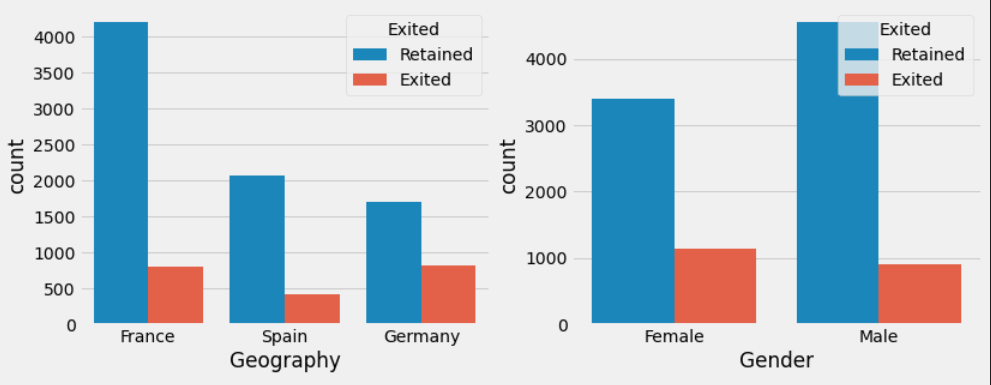 Exited
Retained
Exited
4000
3500
3000
2500
2000
1500
1000
500
0
count
France
Spain
Germany
Geography
Exited
Retained
Exited
4000
3000
2000
1000
0
count
Female
Male
Gender